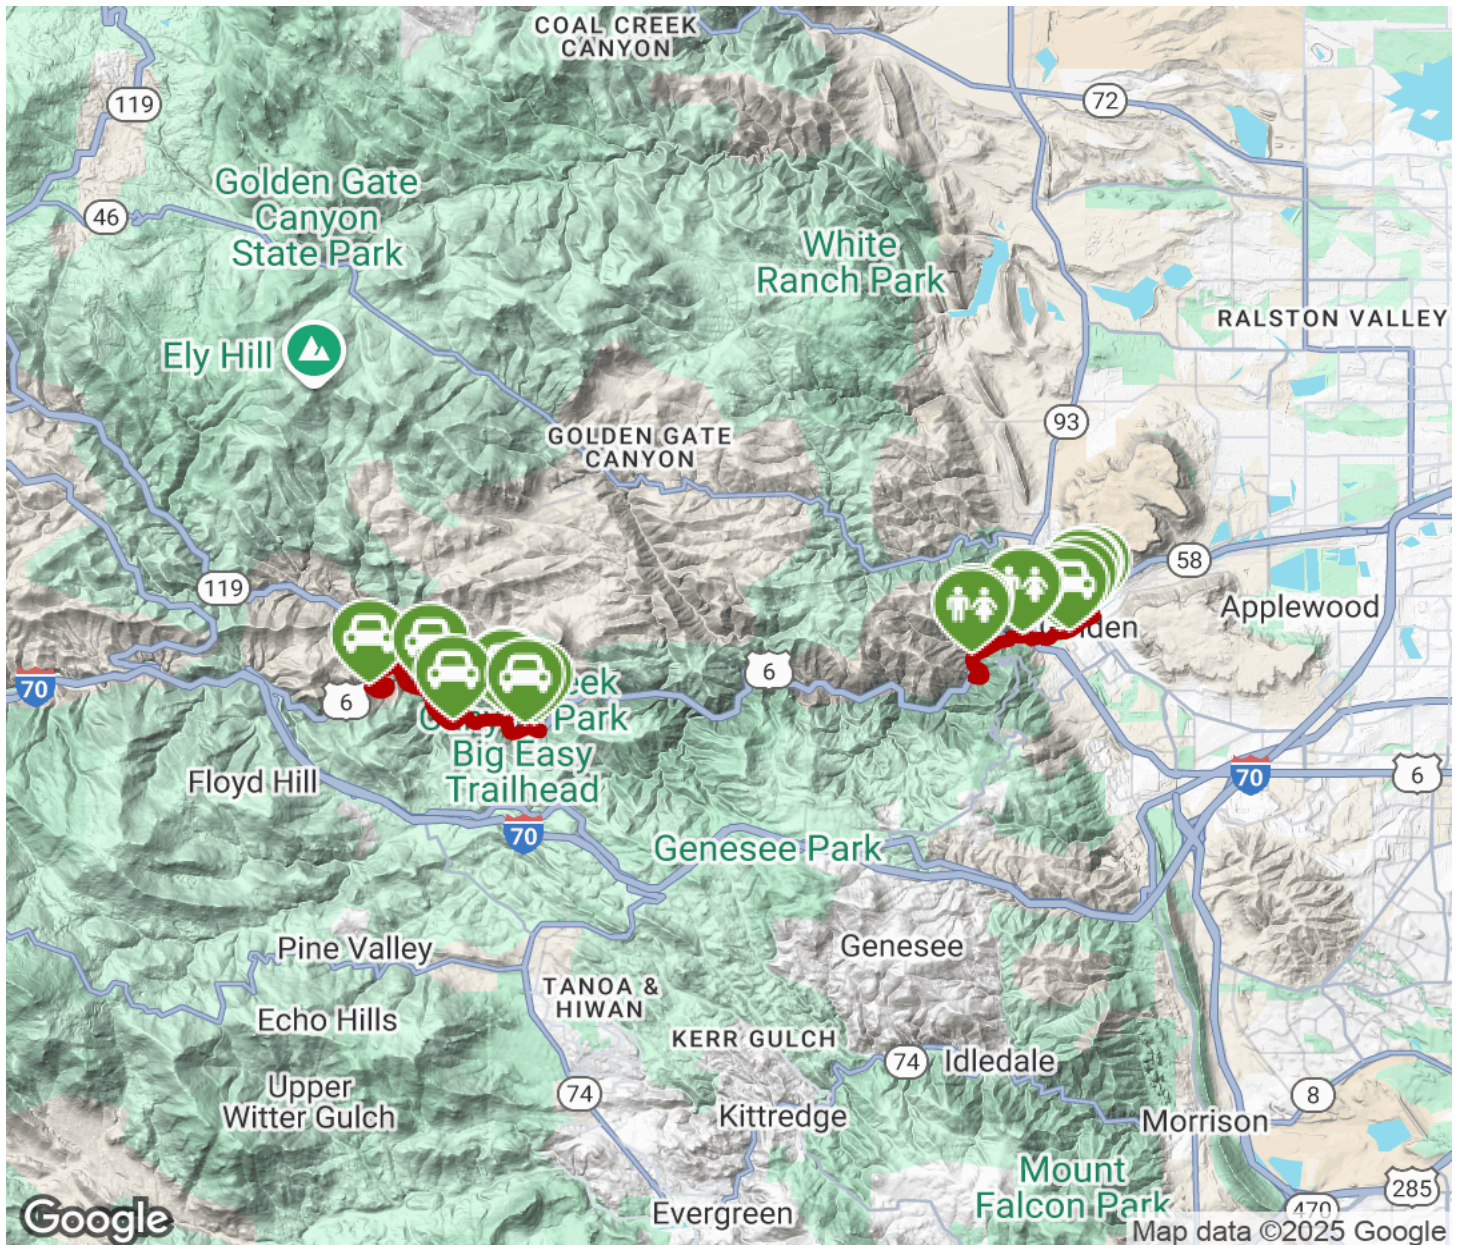 COAL CREEK
CANYON
119
72
Golden Gate
Canyon
State Park
46
White
Ranch Park
RALSTON VALLEY
Ely Hill
93
GOLDEN GATE
CANYON
58
119
Applewood
6
70
6
Park
Big Easy
Trailhead
Floyd Hill
70
6
70
Genesee Park
Pine Valley
Genesee
TANOA &
HIWAN
Echo Hills
KERR GULCH
74
Idledale
Upper
Witter Gulch
74
Kittredge
8
Morrison
Mount
Falcon Park
285
Evergreen
470
Google
Map data ©2025 Google